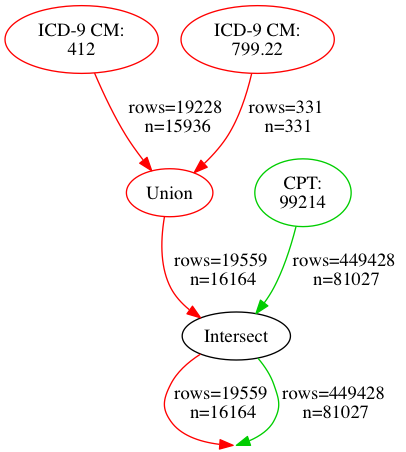 ICD-9 CM:
412
ICD-9 CM:
799.22
rows=19228
n=15936
rows=331
n=331
Union
CPT:
99214
rows=19559
n=16164
rows=449428
n=81027
Intersect
rows=19559
n=16164
rows=449428
n=81027